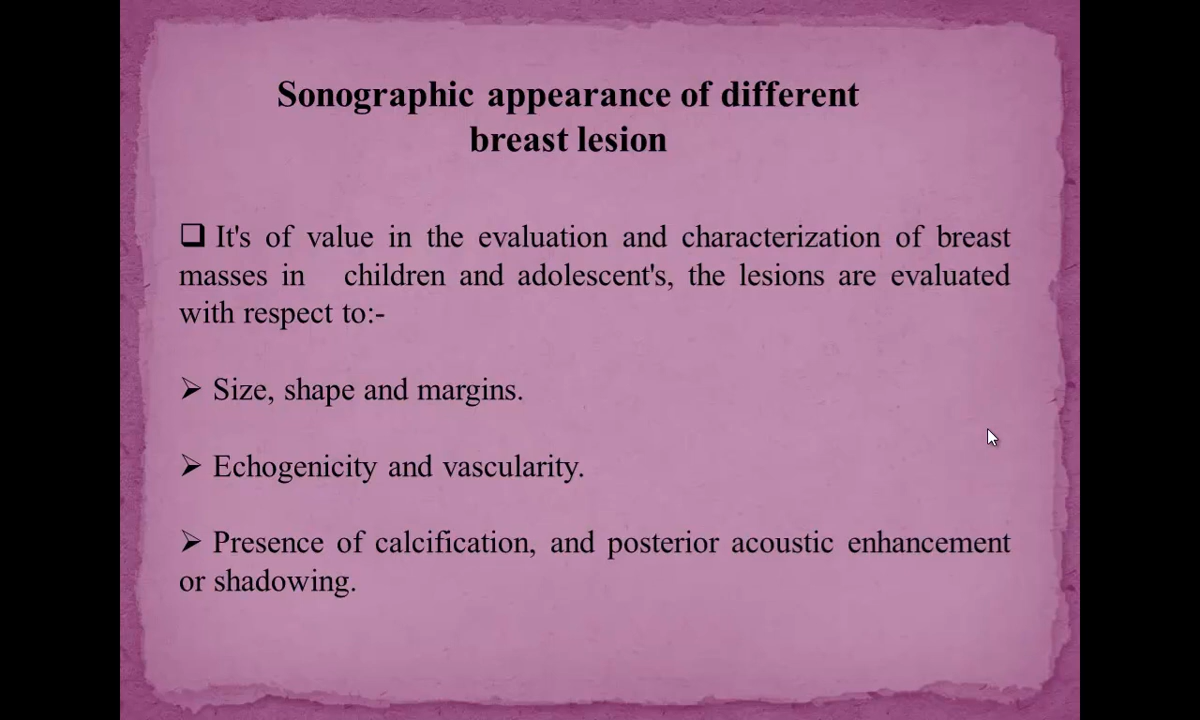 Sonographic appearance of different
breast lesion
❑ It's of value in the evaluation and characterization of breast
masses in children and adolescent's, the lesions are evaluated
with respect to:-
➢ Size, shape and margins.
➢ Echogenicity and vascularity.
➢ Presence of calcification, and posterior acoustic enhancement
or shadowing.